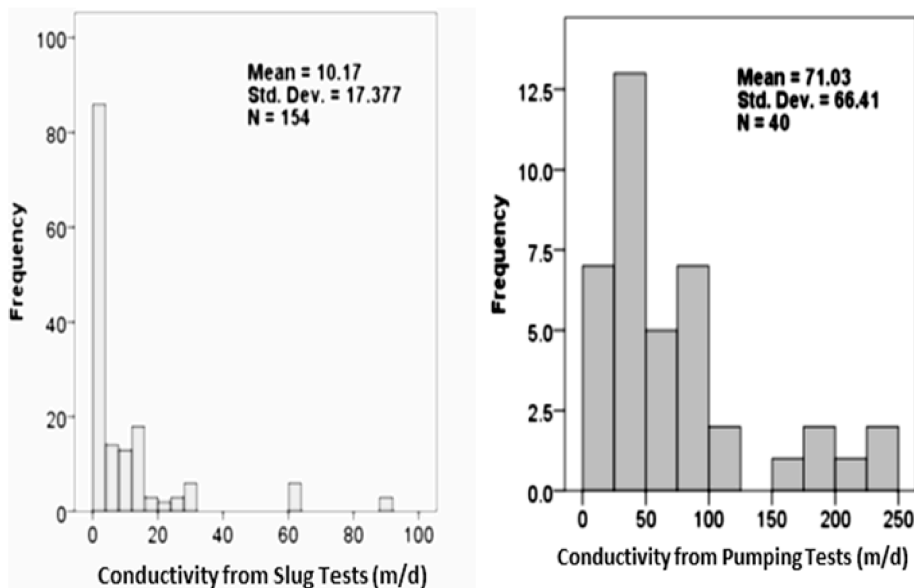 100
80
60
40
20
0
Frequency
Mean = 10.17
Std. Dev. = 17.377
N = 154
0 20 40 60 80 100
Conductivity from Slug Tests (m/d)
12.5
10.0
7.5
5.0
2.5
0.0
Frequency
Mean = 71.03
Std. Dev. = 66.41
N = 40
0 50 100 150 200 250
Conductivity from Pumping Tests (m/d)